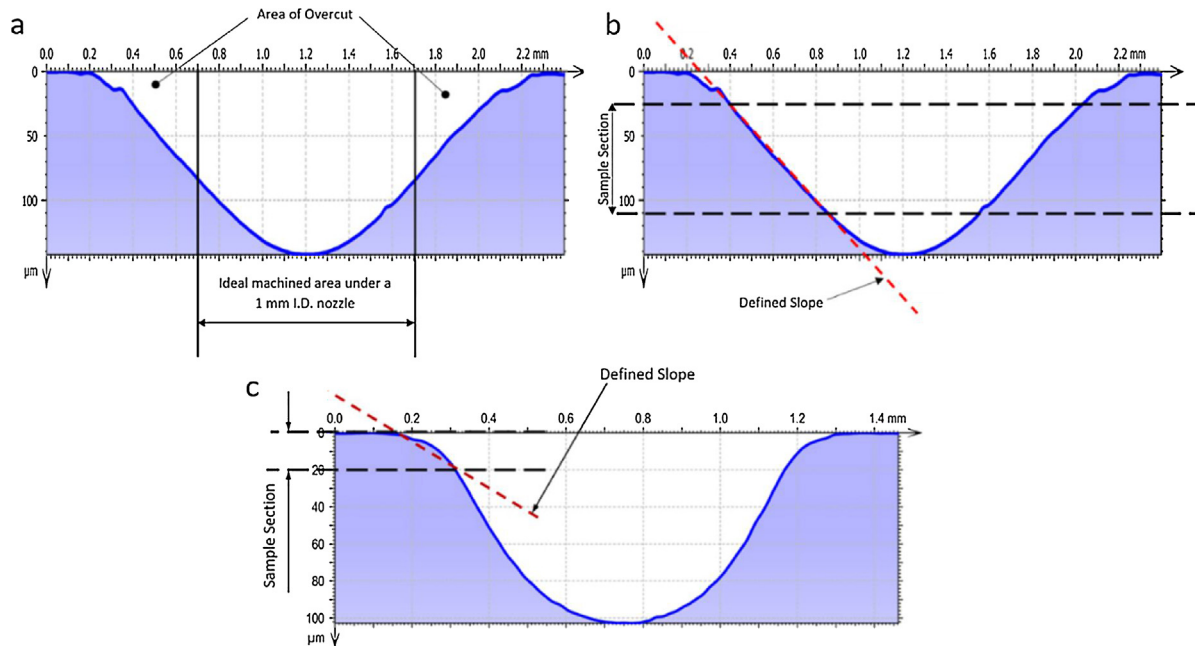 Area of Overcut
a
0.0 0.2 0.4 0.6 0.8 1.0 1.2 1.4 1.6 1.8 2.0 2.2 mm
0
50
100
µm
Ideal machined area under a
1 mm I.D. nozzle
b
0.0 0.2 0.4 0.6 0.8 1.0 1.2 1.4 1.6 1.8 2.0 2.2 mm
0
50
100
µm
Sample Section
Defined Slope
c
Defined Slope
0.0 0.2 0.4 0.6 0.8 1.0 1.2 1.4 mm
0
20
40
60
80
100
µm
Sample Section